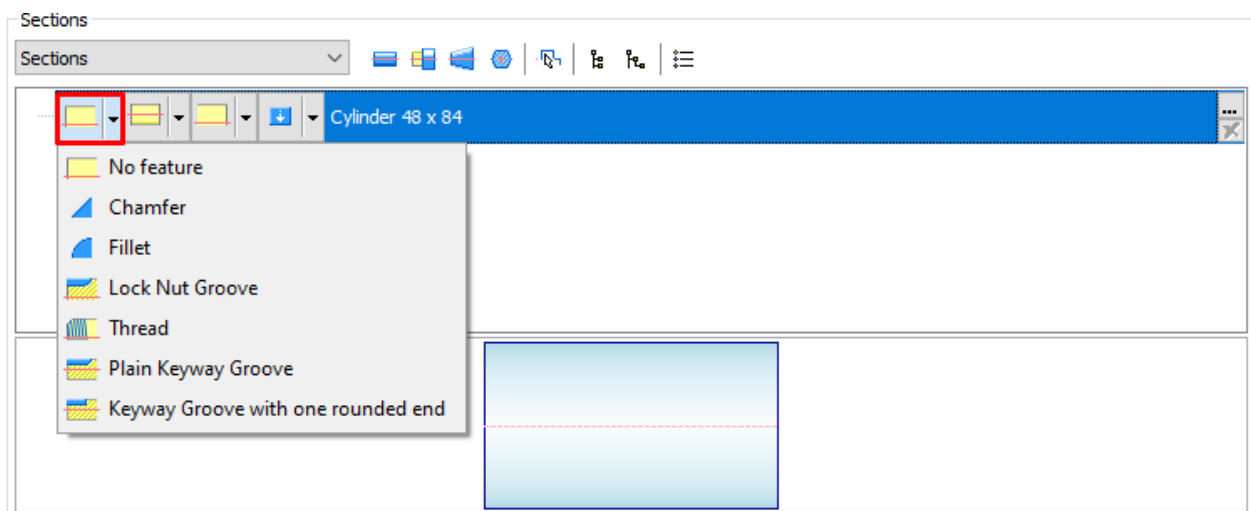 Sections
Sections
Cylinder 48 x 84
...
No feature
Chamfer
Fillet
Lock Nut Groove
Thread
Plain Keyway Groove
Keyway Groove with one rounded end